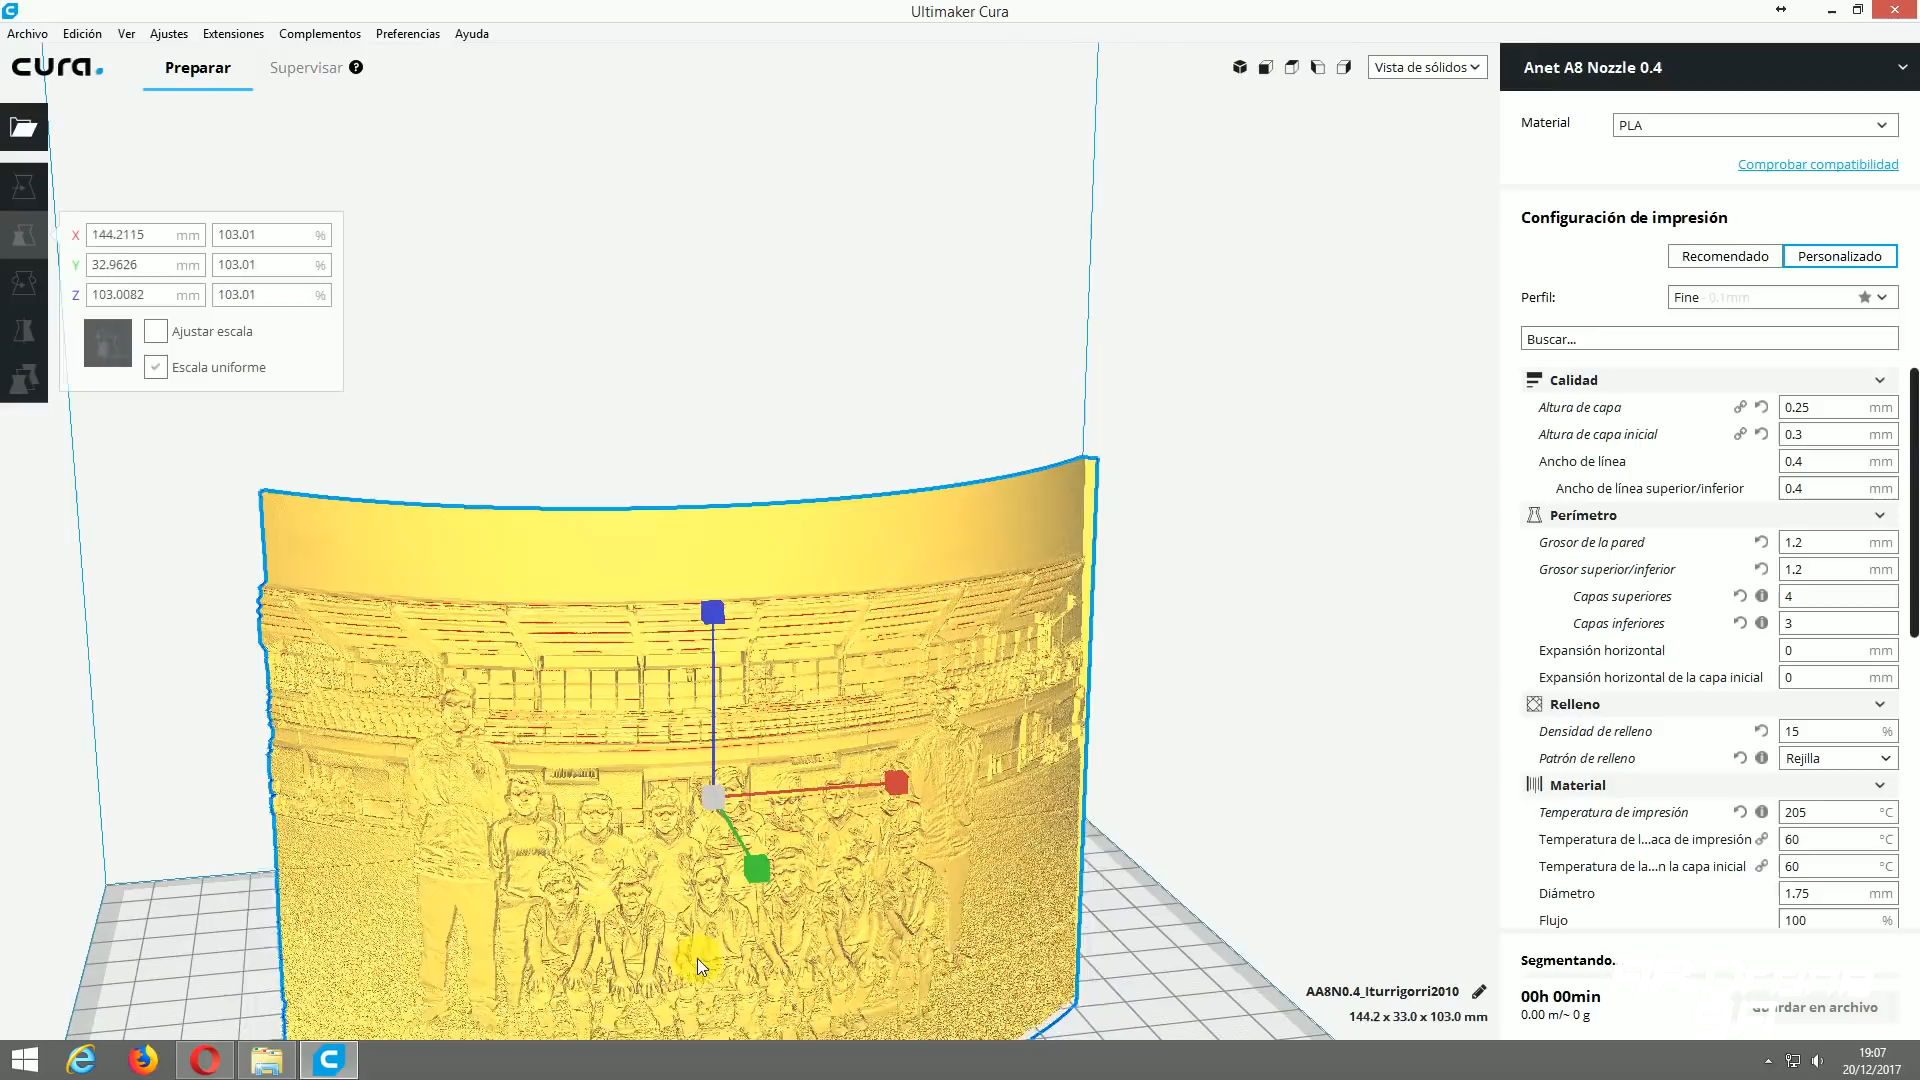 Ultimaker Cura
Archivo Edición Ver Ajustes Extensiones Complementos Preferencias Ayuda
cura. Preparar Supervisar ?
Vista de sólidos
Anet A8 Nozzle 0.4
Material PLA
Comprobar compatibilidad
X 144.2115 mm 103.01 %
Y 32.9626 mm 103.01 %
Z 103.0082 mm 103.01 %
Ajustar escala
Escala uniforme
Configuración de impresión
Recomendado Personalizado
Perfil: Fine - 0.1mm
Buscar...
Calidad
Altura de capa 0.25 mm
Altura de capa inicial 0.3 mm
Ancho de línea 0.4 mm
Ancho de línea superior/inferior 0.4 mm
Perímetro
Grosor de la pared 1.2 mm
Grosor superior/inferior 1.2 mm
Capas superiores 4
Capas inferiores 3
Expansión horizontal 0 mm
Expansión horizontal de la capa inicial 0 mm
Relleno
Densidad de relleno 15 %
Patrón de relleno Rejilla
Material
Temperatura de impresión 205 °C
Temperatura de l...aca de impresión 60 °C
Temperatura de la...n la capa inicial 60 °C
Diámetro 1.75 mm
Flujo 100 %
Segmentando.
00h 00min
0.00 m/~ 0 g
en archivo
AA8N0.4_Iturrigorri2010
144.2 x 33.0 x 103.0 mm
19:07
20/12/2017